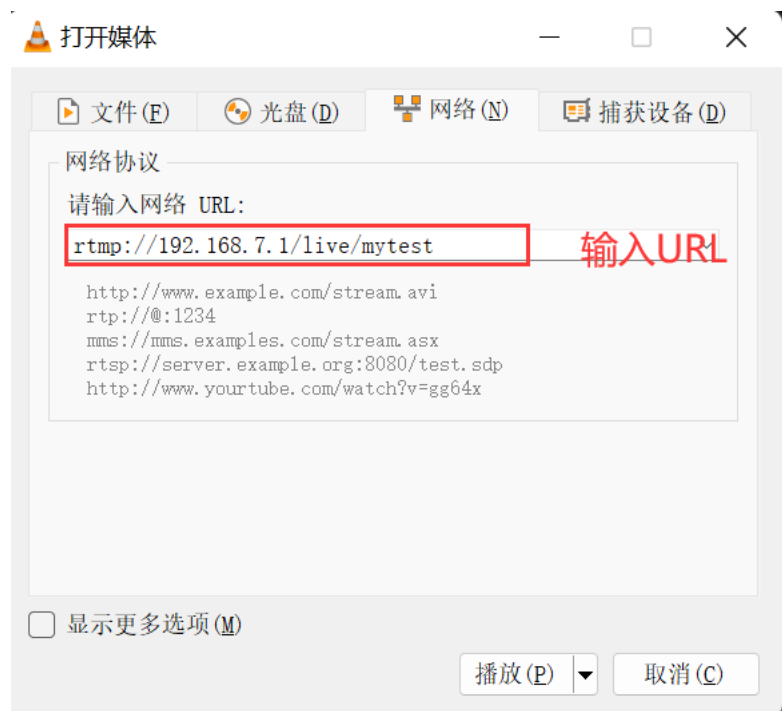 打开媒体
文件(F) 光盘(D) 网络(N) 捕获设备(D)
网络协议
请输入网络 URL:
rtmp://192.168.7.1/live/mytest 输入URL
http://www.example.com/stream.avi
rtp://@:1234
mms://mms.examples.com/stream.asx
rtsp://server.example.org:8080/test.sdp
http://www.yourtube.com/watch?v=gg64x
显示更多选项(M)
播放(P) 取消(C)